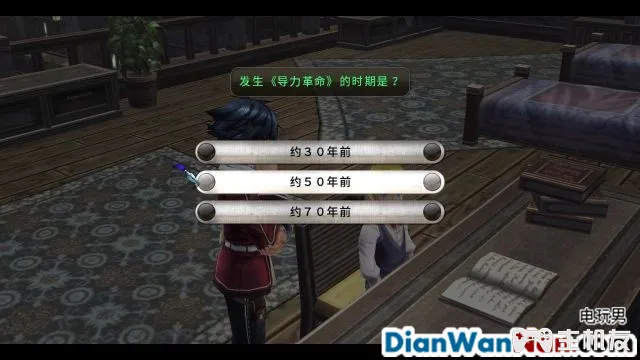 发生《导力革命》的时期是？
约３０年前
约５０年前
约７０年前
电玩男